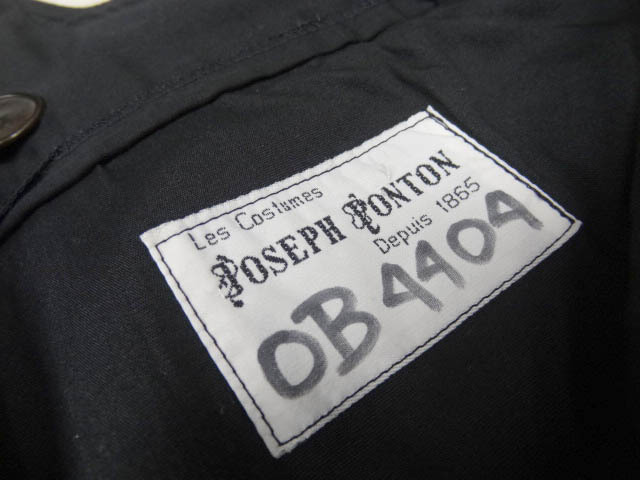 Les Costumes
JOSEPH PONTON
Depuis 1865
OB4404